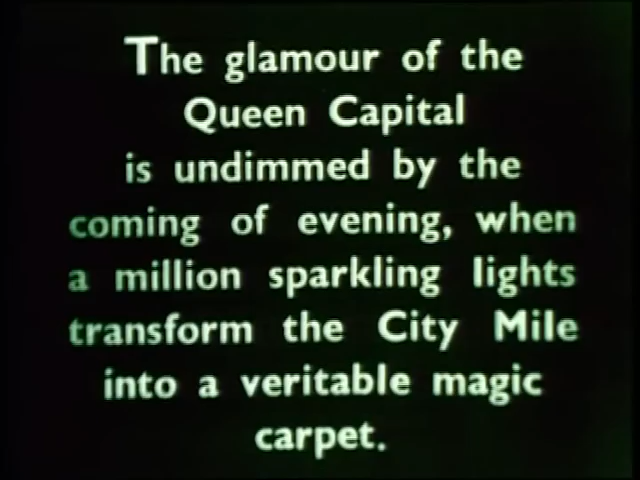 The glamour of the
Queen Capital
is undimmed by the
coming of evening, when
a million sparkling lights
transform the City Mile
into a veritable magic
carpet.